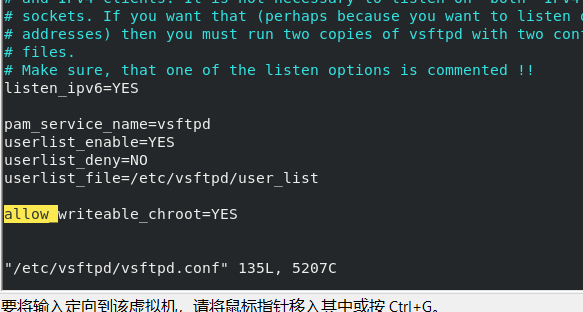 # and IPv4 clients. It is not necessary to listen on *both* IPv4
# sockets. If you want that (perhaps because you want to listen
# addresses) then you must run two copies of vsftpd with two
# files.
# Make sure, that one of the listen options is commented !!
listen_ipv6=YES
pam_service_name=vsftpd
userlist_enable=YES
userlist_deny=NO
userlist_file=/etc/vsftpd/user_list
allow_writeable_chroot=YES
"/etc/vsftpd/vsftpd.conf" 135L, 5207C
要将输入定向到该虚拟机，请将鼠标指针移入其中或按 Ctrl+G。